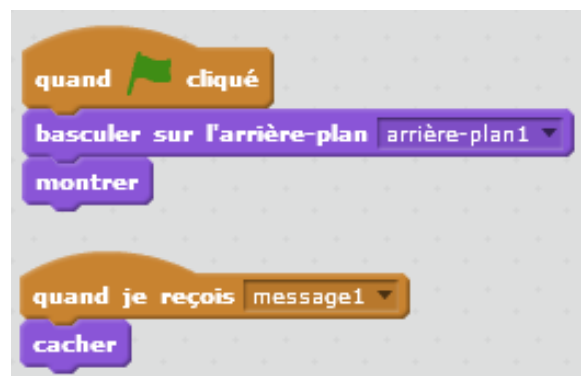 quand cliqué
basculer sur l'arrière-plan arrière-plan1
montrer
quand je reçois message1
cacher